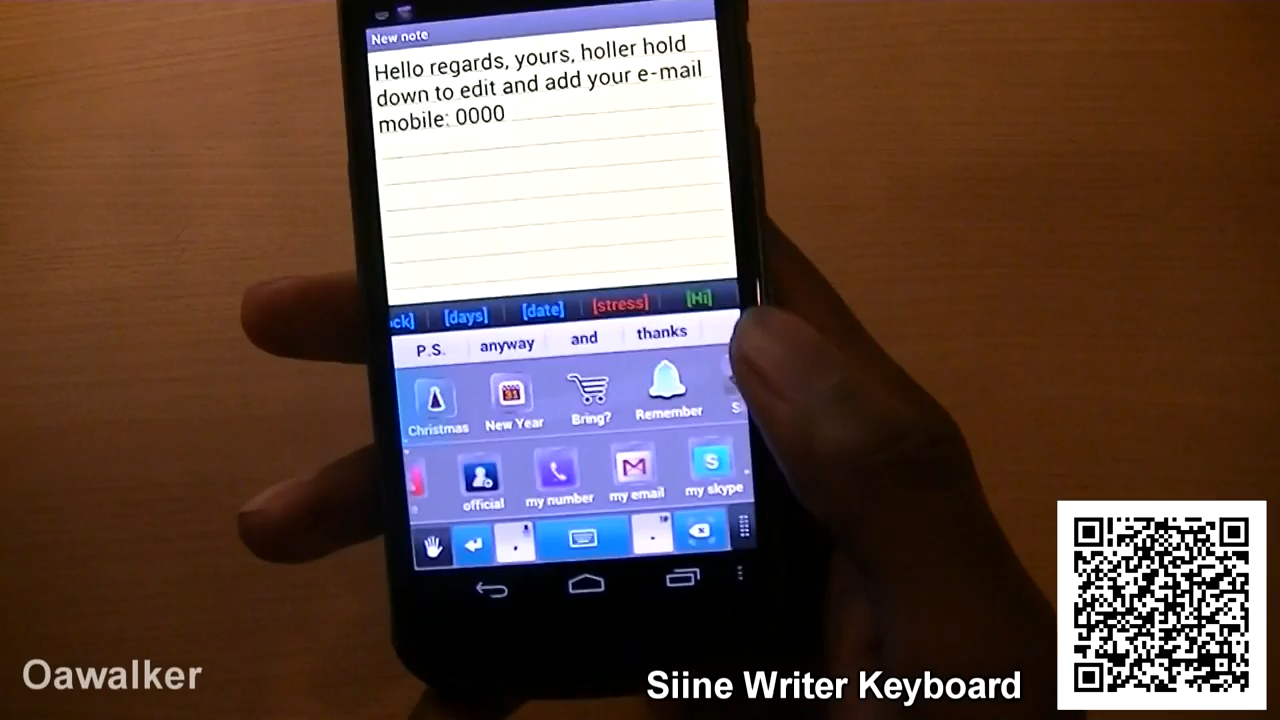 New note
Hello regards, yours, holler hold
down to edit and add your e-mail
mobile: 0000
[days] [date] [stress] [Hi]
P.S. anyway and thanks
31
Christmas New Year Bring? Remember
official my number my email my skype
Oawalker
Siine Writer Keyboard